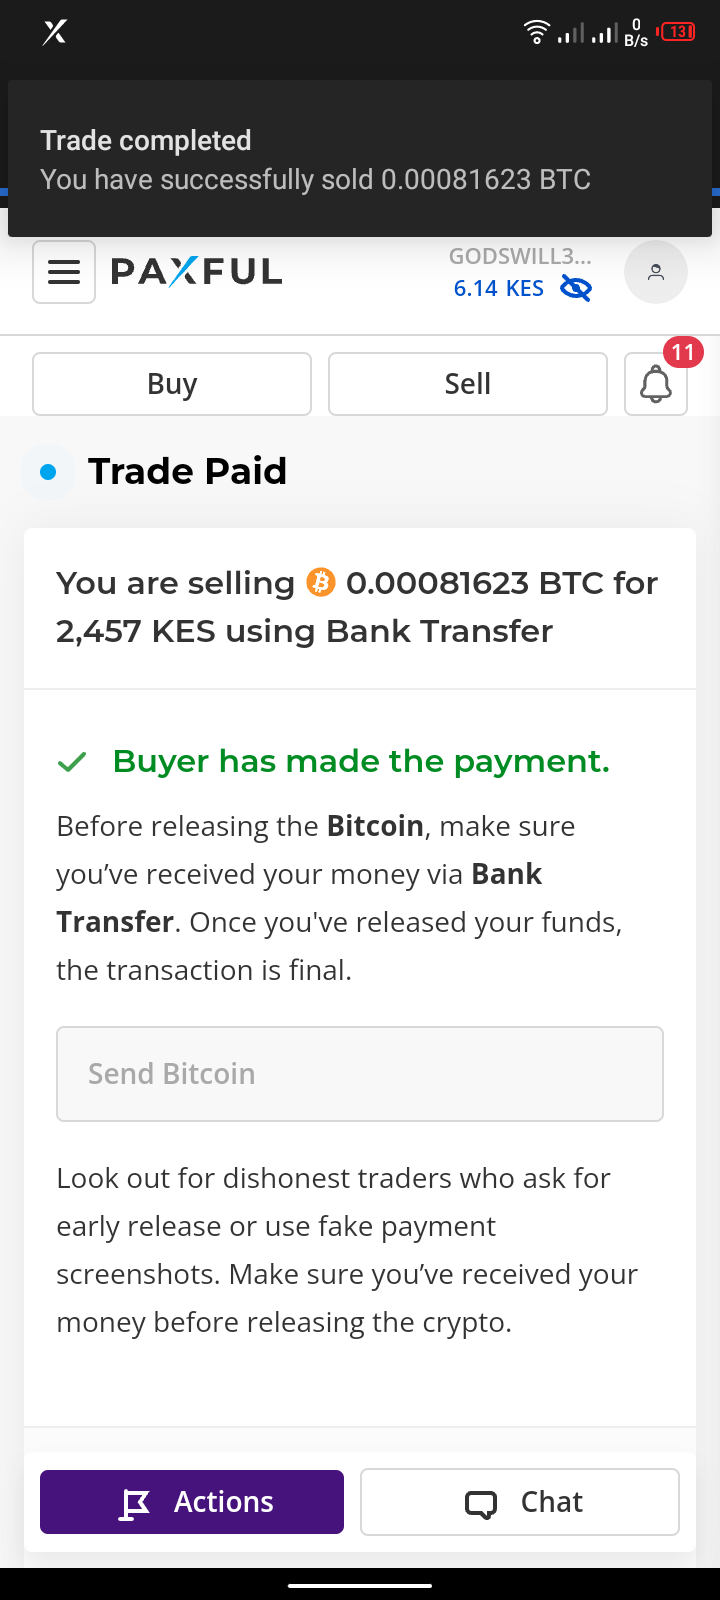 0
B/s
13
Trade completed
You have successfully sold 0.00081623 BTC
PAXFUL
GODSWILL3...
6.14 KES
11
Buy
Sell
Trade Paid
You are selling 0.00081623 BTC for
2,457 KES using Bank Transfer
Buyer has made the payment.
Before releasing the Bitcoin, make sure
you’ve received your money via Bank
Transfer. Once you've released your funds,
the transaction is final.
Send Bitcoin
Look out for dishonest traders who ask for
early release or use fake payment
screenshots. Make sure you’ve received your
money before releasing the crypto.
Actions
Chat